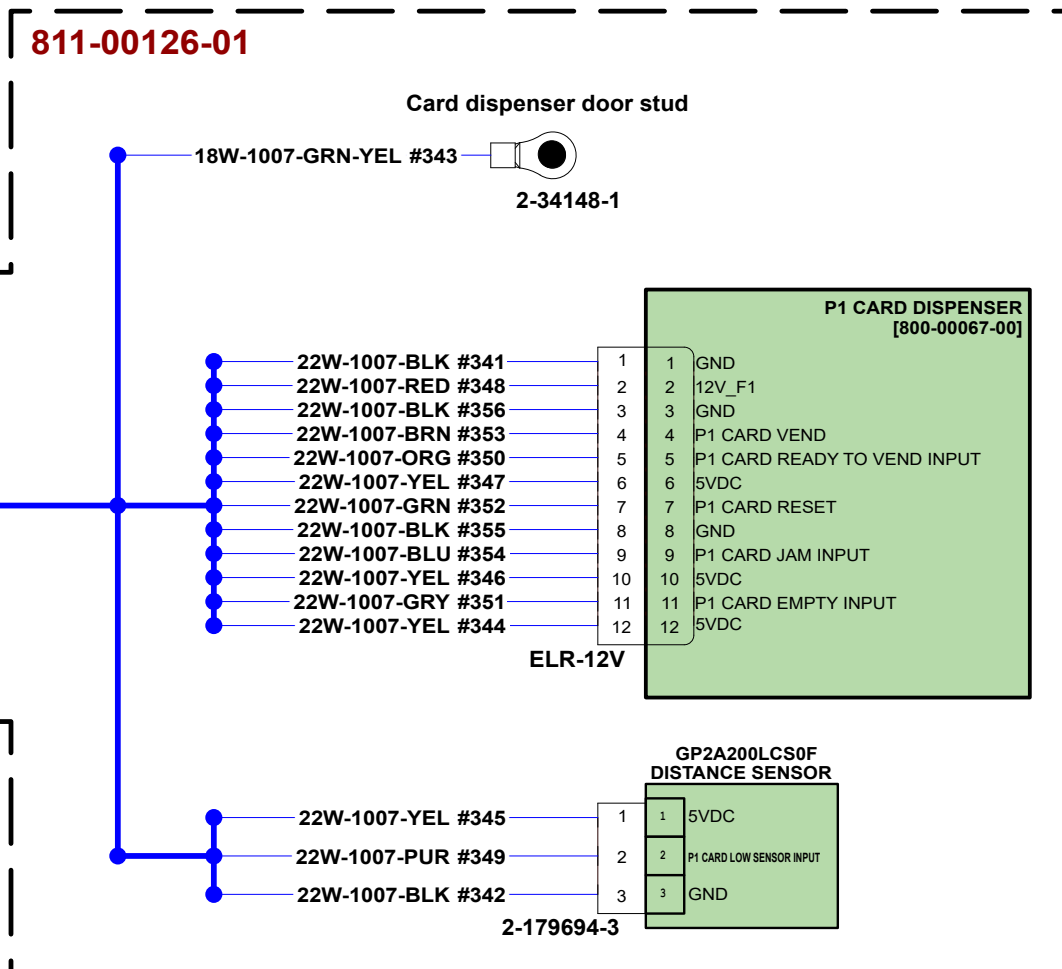 811-00126-01
Card dispenser door stud
18W-1007-GRN-YEL #343
2-34148-1
P1 CARD DISPENSER
[800-00067-00]
22W-1007-BLK #341 1 1 GND
22W-1007-RED #348 2 2 12V_F1
22W-1007-BLK #356 3 3 GND
22W-1007-BRN #353 4 4 P1 CARD VEND
22W-1007-ORG #350 5 5 P1 CARD READY TO VEND INPUT
22W-1007-YEL #347 6 6 5VDC
22W-1007-GRN #352 7 7 P1 CARD RESET
22W-1007-BLK #355 8 8 GND
22W-1007-BLU #354 9 9 P1 CARD JAM INPUT
22W-1007-YEL #346 10 10 5VDC
22W-1007-GRY #351 11 11 P1 CARD EMPTY INPUT
22W-1007-YEL #344 12 12 5VDC
ELR-12V
GP2A200LCS0F
DISTANCE SENSOR
22W-1007-YEL #345 1 1 5VDC
22W-1007-PUR #349 2 2 P1 CARD LOW SENSOR INPUT
22W-1007-BLK #342 3 3 GND
2-179694-3